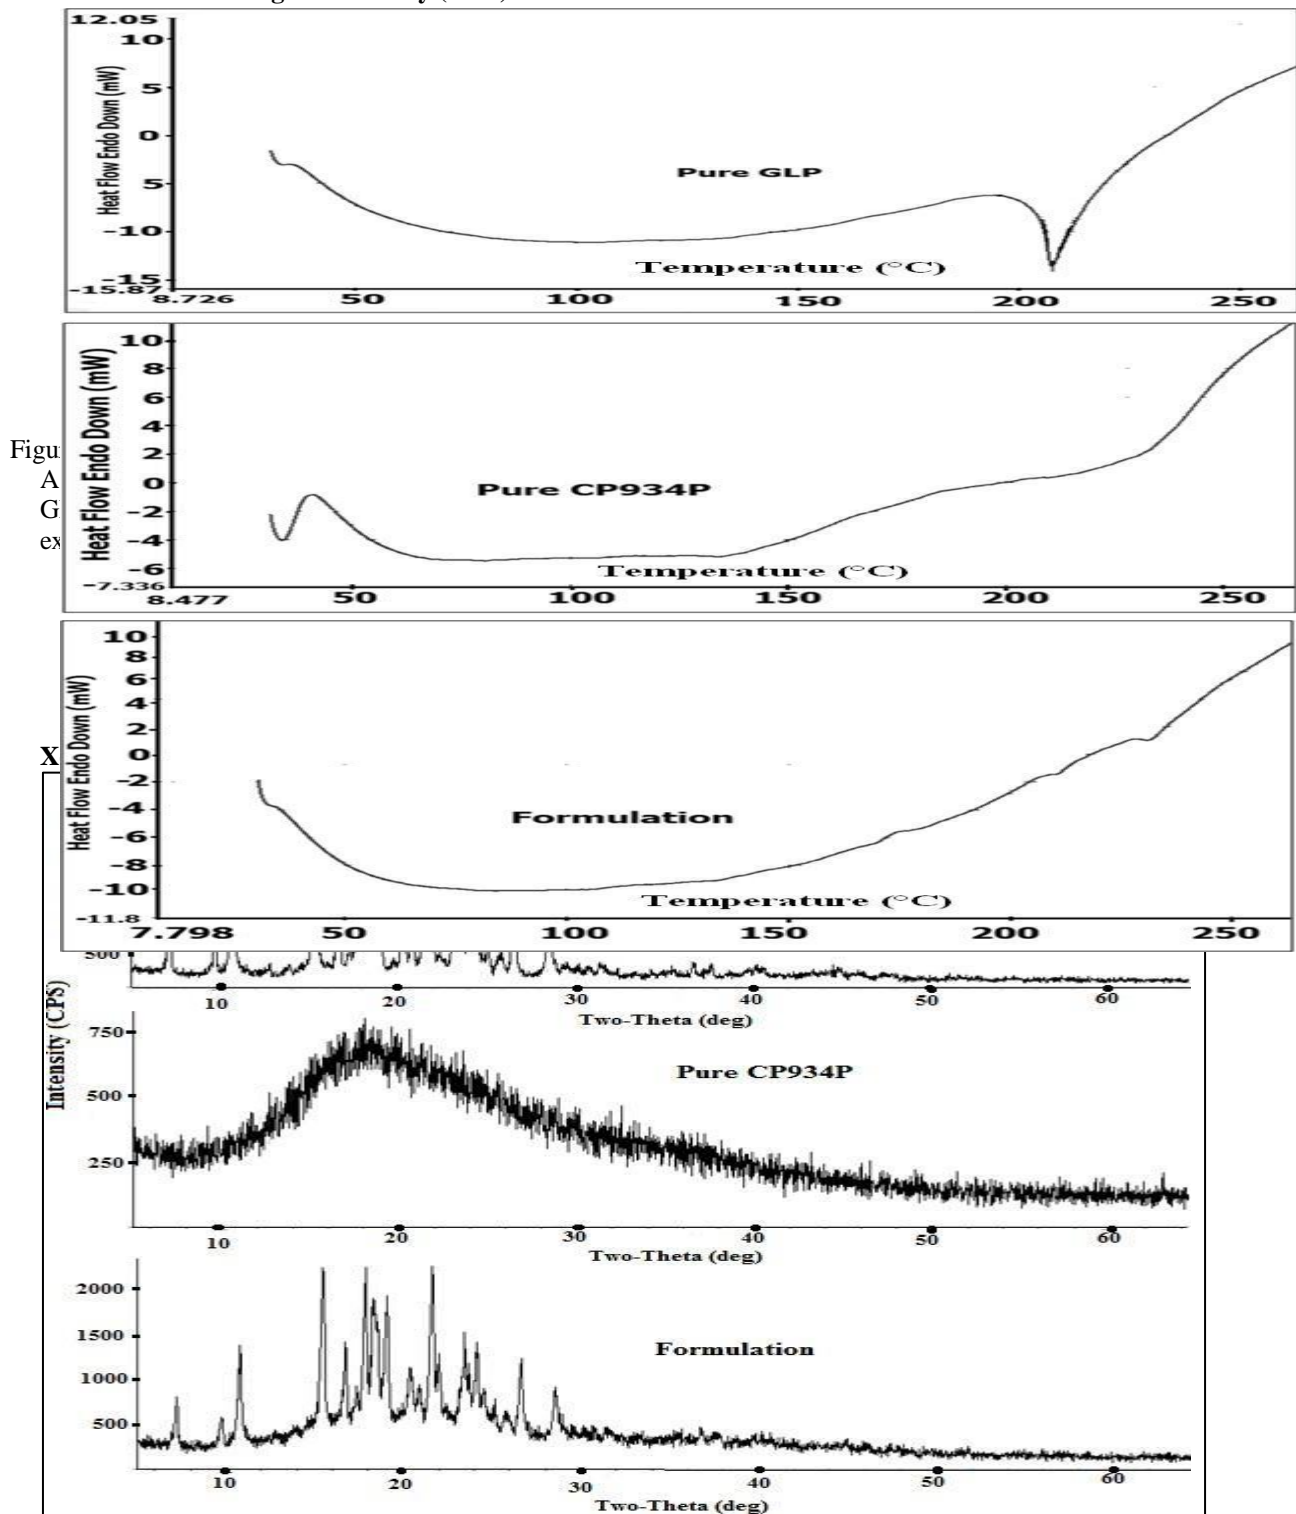 12.05
10
5
0
5
-10
-15
-15.87
Heat Flow Endo Down (mW)
Pure GLP
Temperature (°C)
8.726 50 100 150 200 250
10
8
6
4
2
0
-2
-4
-6
-7.336
Heat Flow Endo Down (mW)
Pure CP934P
Temperature (°C)
8.477 50 100 150 200 250
Figu
A
G
ex
10
8
6
4
2
0
-2
-4
-6
-8
-10
-11.8
Heat Flow Endo Down (mW)
Formulation
Temperature (°C)
7.798 50 100 150 200 250
X
500
10 20 30 40 50 60
Two-Theta (deg)
Intensity (CPS)
750
500
250
Pure CP934P
10 20 30 40 50 60
Two-Theta (deg)
2000
1500
1000
500
Formulation
10 20 30 40 50 60
Two-Theta (deg)